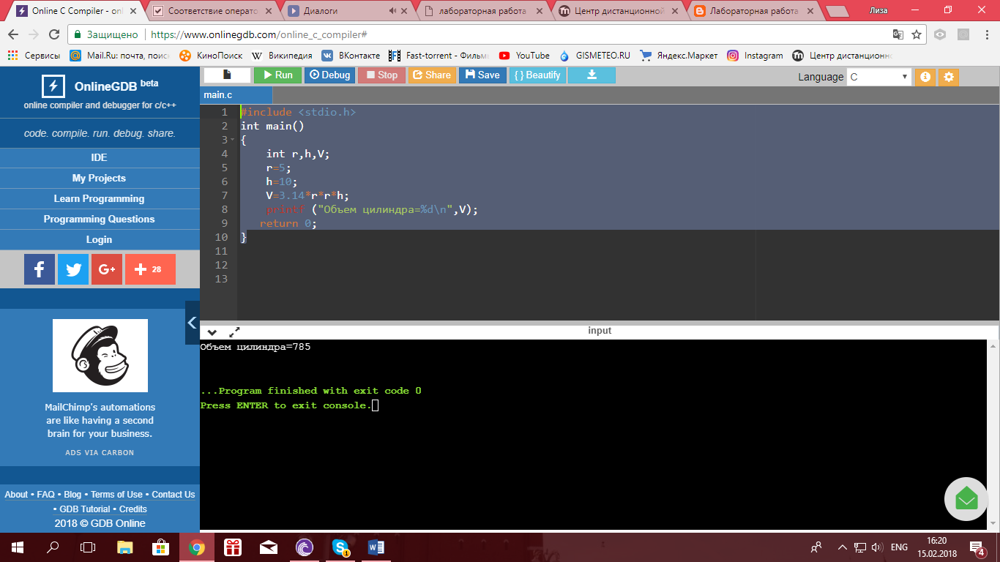 Online C Compiler - onl
Соответствие операто
Диалоги
лабораторная работа
Центр дистанционной
Лабораторная работа
Лиза
Защищено
https://www.onlinegdb.com/online_c_compiler#
Сервисы
Mail.Ru: почта, поиск
КиноПоиск
Википедия
ВКонтакте
Fast-torrent - Фильмы
YouTube
GISMETEO.RU
Яндекс.Маркет
Instagram
Центр дистанционно
OnlineGDB beta
online compiler and debugger for c/c++
code. compile. run. debug. share.
IDE
My Projects
Learn Programming
Programming Questions
Login
28
MailChimp's automations
are like having a second
brain for your business.
ADS VIA CARBON
About • FAQ • Blog • Terms of Use • Contact Us
• GDB Tutorial • Credits
2018 © GDB Online
Run
Debug
Stop
Share
Save
{ } Beautify
Language
C
main.c
1 #include <stdio.h>
2 int main()
3 {
4 int r,h,V;
5 r=5;
6 h=10;
7 V=3.14*r*r*h;
8 printf ("Объем цилиндра=%d\n",V);
9 return 0;
10 }
11
12
13
input
Объем цилиндра=785
...Program finished with exit code 0
Press ENTER to exit console.
ENG
16:20
15.02.2018
4